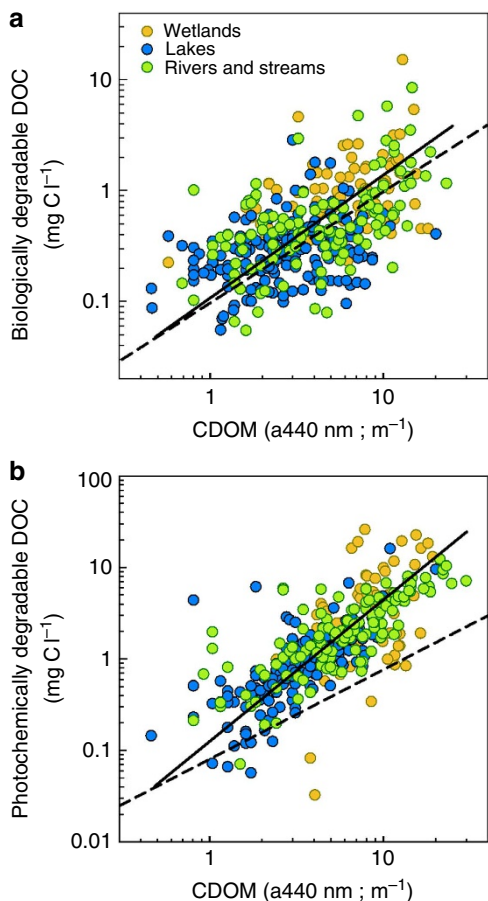 a
Wetlands
Lakes
Rivers and streams
10
1
0.1
Biologically degradable DOC
(mg C l⁻¹)
1
10
CDOM (a440 nm ; m⁻¹)
b
100
10
1
0.1
0.01
Photochemically degradable DOC
(mg C l⁻¹)
1
10
CDOM (a440 nm ; m⁻¹)